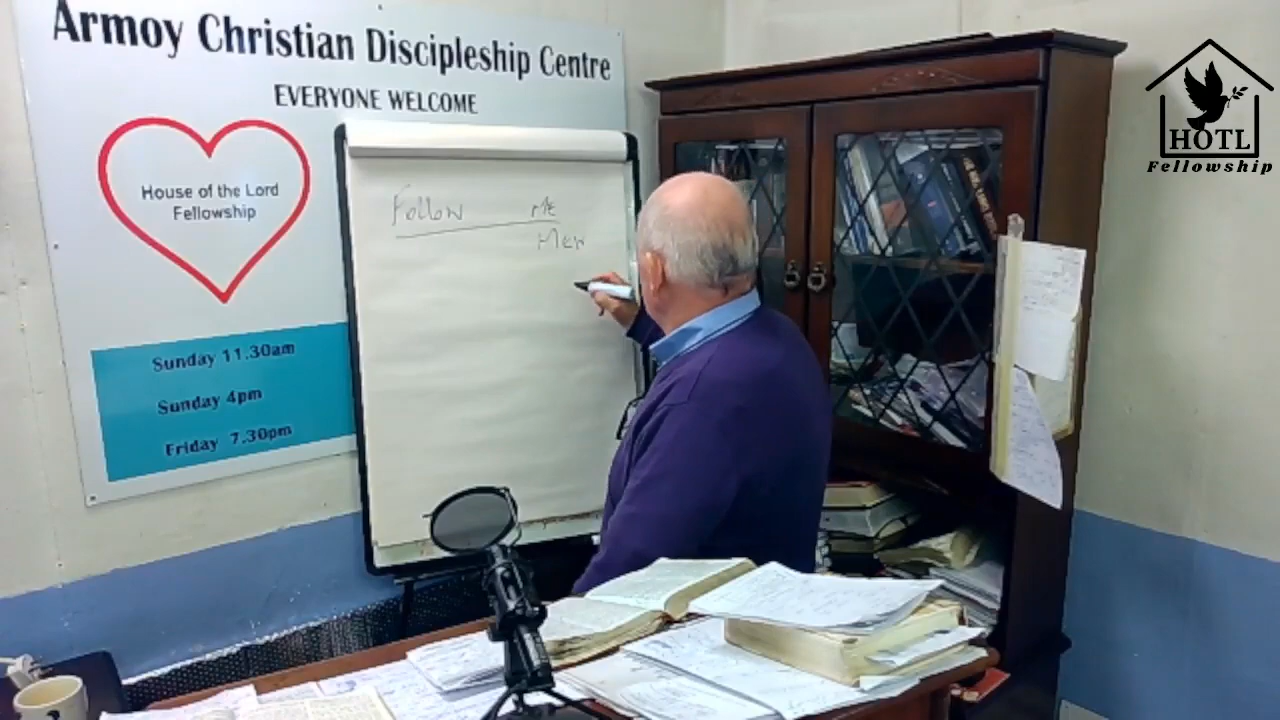 Armoy Christian Discipleship Centre
EVERYONE WELCOME
House of the Lord
Fellowship
Sunday 11.30am
Sunday 4pm
Friday 7.30pm
Follow Me
Men
HOTL
Fellowship